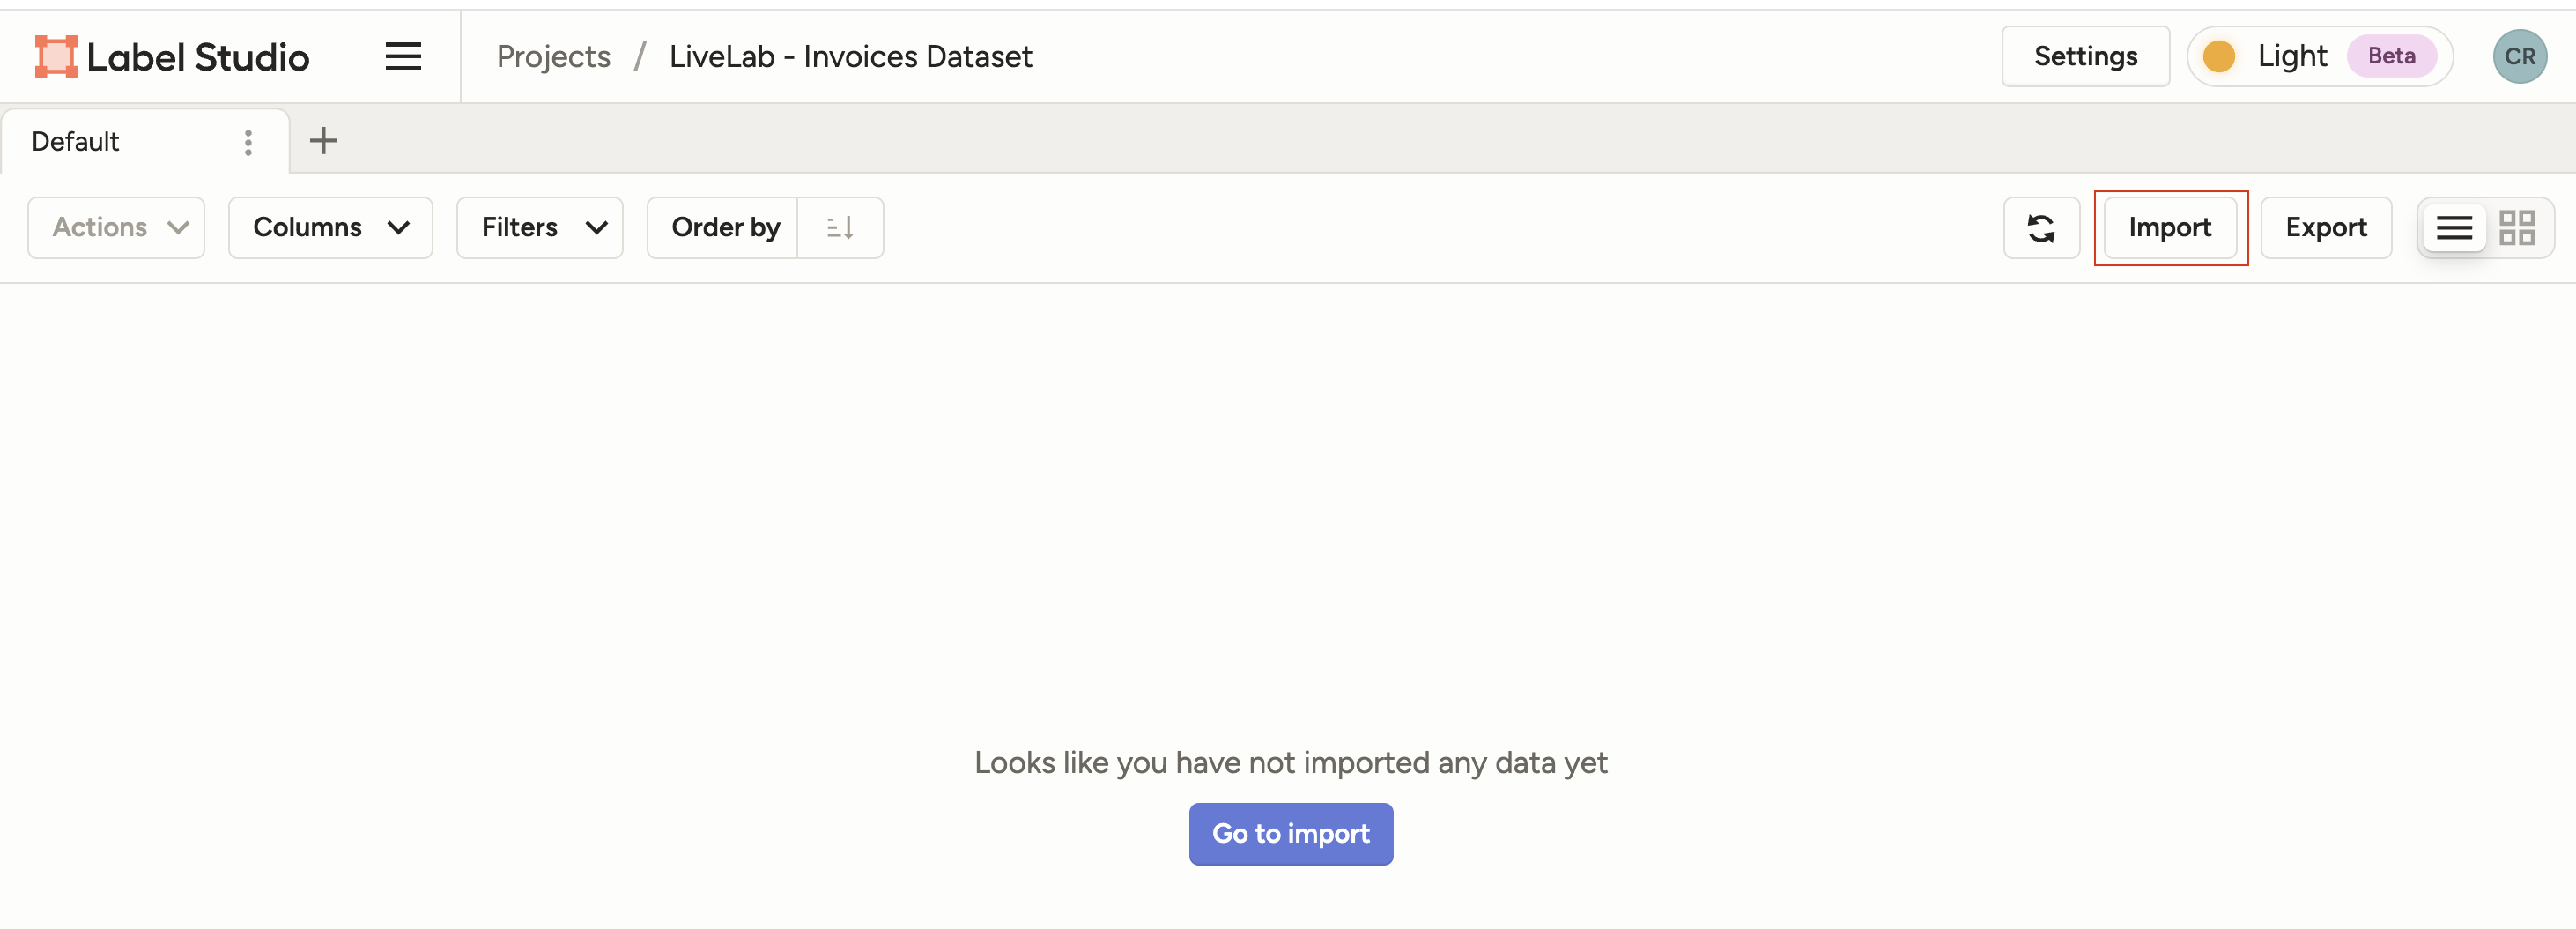 Label Studio
Projects / LiveLab - Invoices Dataset
Settings
Light
Beta
CR
Default
Actions
Columns
Filters
Order by
Import
Export
Looks like you have not imported any data yet
Go to import